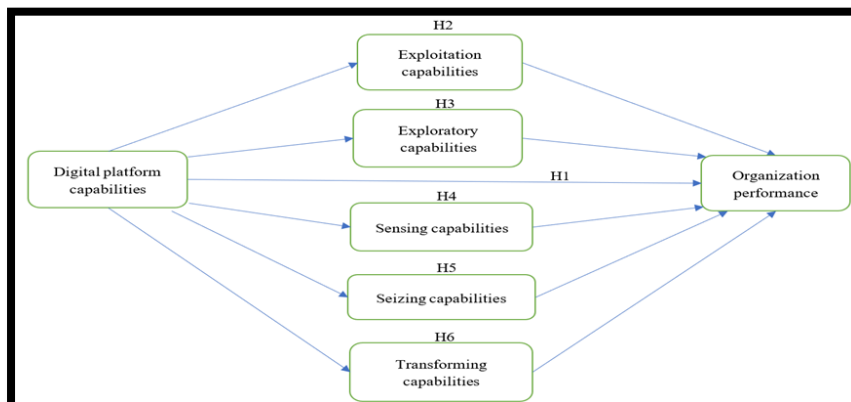 H2
Exploitation
capabilities
H3
Exploratory
capabilities
Digital platform
capabilities
H1
Organization
performance
H4
Sensing capabilities
H5
Seizing capabilities
H6
Transforming
capabilities